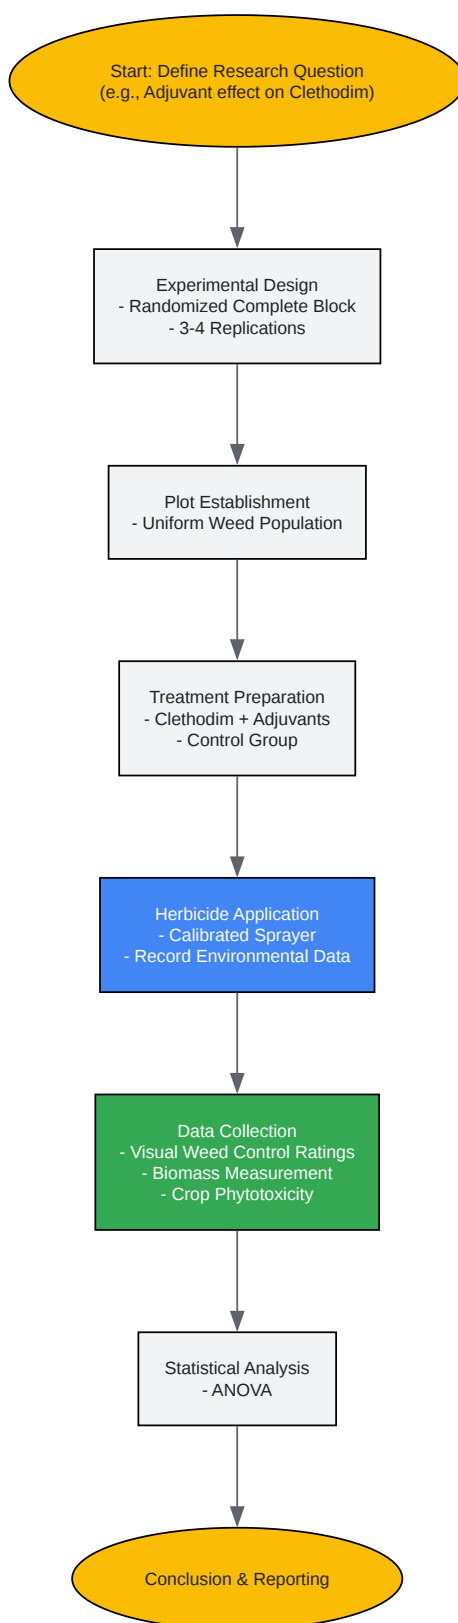 Start: Define Research Question
(e.g., Adjuvant effect on Clethodim)
Experimental Design
- Randomized Complete Block
- 3-4 Replications
Plot Establishment
- Uniform Weed Population
Treatment Preparation
- Clethodim + Adjuvants
- Control Group
Herbicide Application
- Calibrated Sprayer
- Record Environmental Data
Data Collection
- Visual Weed Control Ratings
- Biomass Measurement
- Crop Phytotoxicity
Statistical Analysis
- ANOVA
Conclusion & Reporting